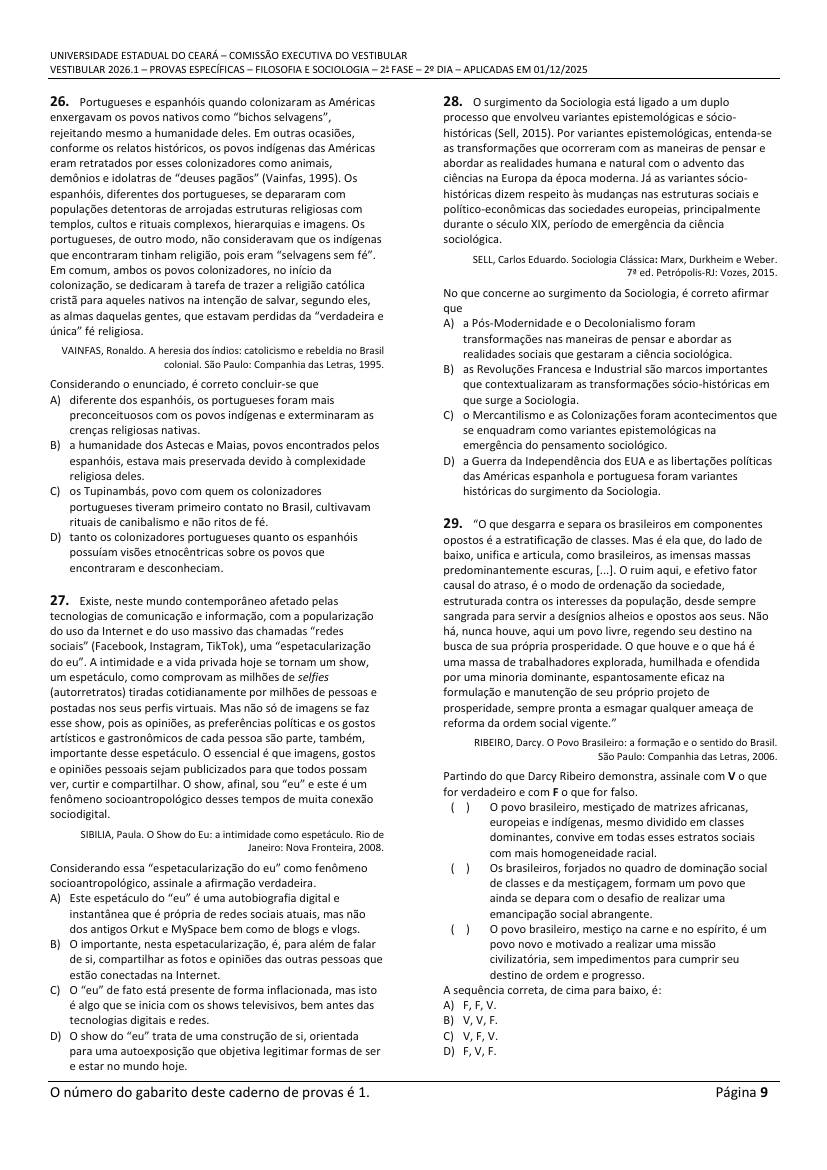 UNIVERSIDADE ESTADUAL DO CEARÁ – COMISSÃO EXECUTIVA DO VESTIBULAR
VESTIBULAR 2026.1 – PROVAS ESPECÍFICAS – FILOSOFIA E SOCIOLOGIA – 2ª FASE – 2º DIA – APLICADAS EM 01/12/2025
26. Portugueses e espanhóis quando colonizaram as Américas
enxergavam os povos nativos como “bichos selvagens”,
rejeitando mesmo a humanidade deles. Em outras ocasiões,
conforme os relatos históricos, os povos indígenas das Américas
eram retratados por esses colonizadores como animais,
demônios e idolatras de “deuses pagãos” (Vainfas, 1995). Os
espanhóis, diferentes dos portugueses, se depararam com
populações detentoras de arrojadas estruturas religiosas com
templos, cultos e rituais complexos, hierarquias e imagens. Os
portugueses, de outro modo, não consideravam que os indígenas
que encontraram tinham religião, pois eram “selvagens sem fé”.
Em comum, ambos os povos colonizadores, no início da
colonização, se dedicaram à tarefa de trazer a religião católica
cristã para aqueles nativos na intenção de salvar, segundo eles,
as almas daquelas gentes, que estavam perdidas da “verdadeira e
única” fé religiosa.
VAINFAS, Ronaldo. A heresia dos índios: catolicismo e rebeldia no Brasil
colonial. São Paulo: Companhia das Letras, 1995.
Considerando o enunciado, é correto concluir-se que
A) diferente dos espanhóis, os portugueses foram mais
preconceituosos com os povos indígenas e exterminaram as
crenças religiosas nativas.
B) a humanidade dos Astecas e Maias, povos encontrados pelos
espanhóis, estava mais preservada devido à complexidade
religiosa deles.
C) os Tupinambás, povo com quem os colonizadores
portugueses tiveram primeiro contato no Brasil, cultivavam
rituais de canibalismo e não ritos de fé.
D) tanto os colonizadores portugueses quanto os espanhóis
possuíam visões etnocêntricas sobre os povos que
encontraram e desconheciam.
27. Existe, neste mundo contemporâneo afetado pelas
tecnologias de comunicação e informação, com a popularização
do uso da Internet e do uso massivo das chamadas “redes
sociais” (Facebook, Instagram, TikTok), uma “espetacularização
do eu”. A intimidade e a vida privada hoje se tornam um show,
um espetáculo, como comprovam as milhões de selfies
(autorretratos) tiradas cotidianamente por milhões de pessoas e
postadas nos seus perfis virtuais. Mas não só de imagens se faz
esse show, pois as opiniões, as preferências políticas e os gostos
artísticos e gastronômicos de cada pessoa são parte, também,
importante desse espetáculo. O essencial é que imagens, gostos
e opiniões pessoais sejam publicizados para que todos possam
ver, curtir e compartilhar. O show, afinal, sou “eu” e este é um
fenômeno socioantropológico desses tempos de muita conexão
sociodigital.
SIBILIA, Paula. O Show do Eu: a intimidade como espetáculo. Rio de
Janeiro: Nova Fronteira, 2008.
Considerando essa “espetacularização do eu” como fenômeno
socioantropológico, assinale a afirmação verdadeira.
A) Este espetáculo do “eu” é uma autobiografia digital e
instantânea que é própria de redes sociais atuais, mas não
dos antigos Orkut e MySpace bem como de blogs e vlogs.
B) O importante, nesta espetacularização, é, para além de falar
de si, compartilhar as fotos e opiniões das outras pessoas que
estão conectadas na Internet.
C) O “eu” de fato está presente de forma inflacionada, mas isto
é algo que se inicia com os shows televisivos, bem antes das
tecnologias digitais e redes.
D) O show do “eu” trata de uma construção de si, orientada
para uma autoexposição que objetiva legitimar formas de ser
e estar no mundo hoje.
28. O surgimento da Sociologia está ligado a um duplo
processo que envolveu variantes epistemológicas e sócio-
históricas (Sell, 2015). Por variantes epistemológicas, entenda-se
as transformações que ocorreram com as maneiras de pensar e
abordar as realidades humana e natural com o advento das
ciências na Europa da época moderna. Já as variantes sócio-
históricas dizem respeito às mudanças nas estruturas sociais e
político-econômicas das sociedades europeias, principalmente
durante o século XIX, período de emergência da ciência
sociológica.
SELL, Carlos Eduardo. Sociologia Clássica: Marx, Durkheim e Weber.
7ª ed. Petrópolis-RJ: Vozes, 2015.
No que concerne ao surgimento da Sociologia, é correto afirmar
que
A) a Pós-Modernidade e o Decolonialismo foram
transformações nas maneiras de pensar e abordar as
realidades sociais que gestaram a ciência sociológica.
B) as Revoluções Francesa e Industrial são marcos importantes
que contextualizaram as transformações sócio-históricas em
que surge a Sociologia.
C) o Mercantilismo e as Colonizações foram acontecimentos que
se enquadram como variantes epistemológicas na
emergência do pensamento sociológico.
D) a Guerra da Independência dos EUA e as libertações políticas
das Américas espanhola e portuguesa foram variantes
históricas do surgimento da Sociologia.
29. “O que desgarra e separa os brasileiros em componentes
opostos é a estratificação de classes. Mas é ela que, do lado de
baixo, unifica e articula, como brasileiros, as imensas massas
predominantemente escuras, [...]. O ruim aqui, e efetivo fator
causal do atraso, é o modo de ordenação da sociedade,
estruturada contra os interesses da população, desde sempre
sangrada para servir a desígnios alheios e opostos aos seus. Não
há, nunca houve, aqui um povo livre, regendo seu destino na
busca de sua própria prosperidade. O que houve e o que há é
uma massa de trabalhadores explorada, humilhada e ofendida
por uma minoria dominante, espantosamente eficaz na
formulação e manutenção de seu próprio projeto de
prosperidade, sempre pronta a esmagar qualquer ameaça de
reforma da ordem social vigente.”
RIBEIRO, Darcy. O Povo Brasileiro: a formação e o sentido do Brasil.
São Paulo: Companhia das Letras, 2006.
Partindo do que Darcy Ribeiro demonstra, assinale com V o que
for verdadeiro e com F o que for falso.
( ) O povo brasileiro, mestiçado de matrizes africanas,
europeias e indígenas, mesmo dividido em classes
dominantes, convive em todas esses estratos sociais
com mais homogeneidade racial.
( ) Os brasileiros, forjados no quadro de dominação social
de classes e da mestiçagem, formam um povo que
ainda se depara com o desafio de realizar uma
emancipação social abrangente.
( ) O povo brasileiro, mestiço na carne e no espírito, é um
povo novo e motivado a realizar uma missão
civilizatória, sem impedimentos para cumprir seu
destino de ordem e progresso.
A sequência correta, de cima para baixo, é:
A) F, F, V.
B) V, V, F.
C) V, F, V.
D) F, V, F.
O número do gabarito deste caderno de provas é 1.
Página 9